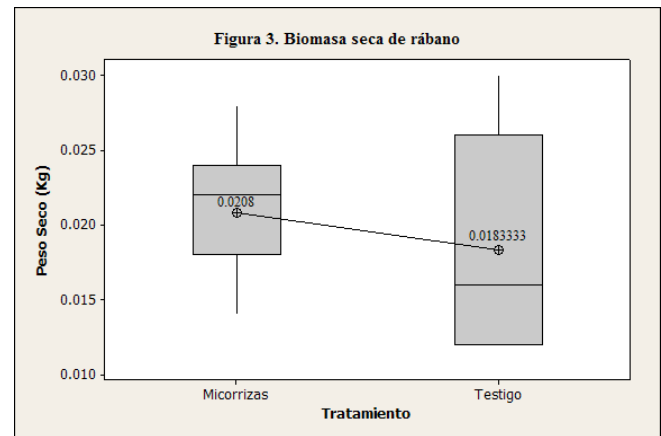 Figura 3. Biomasa seca de rábano
Peso Seco (Kg)
0.030
0.025
0.020
0.015
0.010
0.0208
0.0183333
Micorrizas
Testigo
Tratamiento